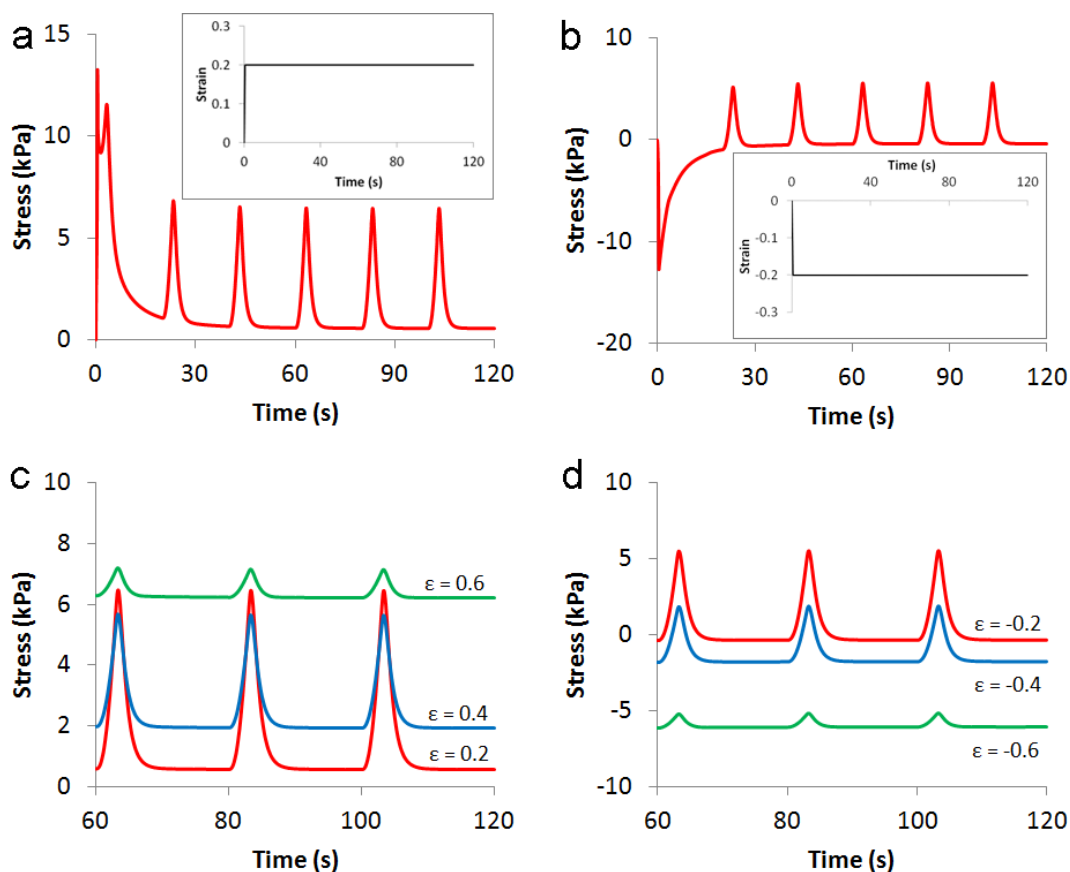 a
Stress (kPa)
15
10
5
0
0 30 60 90 120
Time (s)
Strain
0.3
0.2
0.1
0
0 40 80 120
Time (s)
b
Stress (kPa)
10
5
0
-10
-20
0 30 60 90 120
Time (s)
Time (s)
0 40 80 120
Strain
0
-0.1
-0.2
-0.3
c
Stress (kPa)
10
8
6
4
2
0
ε = 0.6
ε = 0.4
ε = 0.2
60 80 100 120
Time (s)
d
Stress (kPa)
10
5
0
-5
-10
ε = -0.2
ε = -0.4
ε = -0.6
60 80 100 120
Time (s)